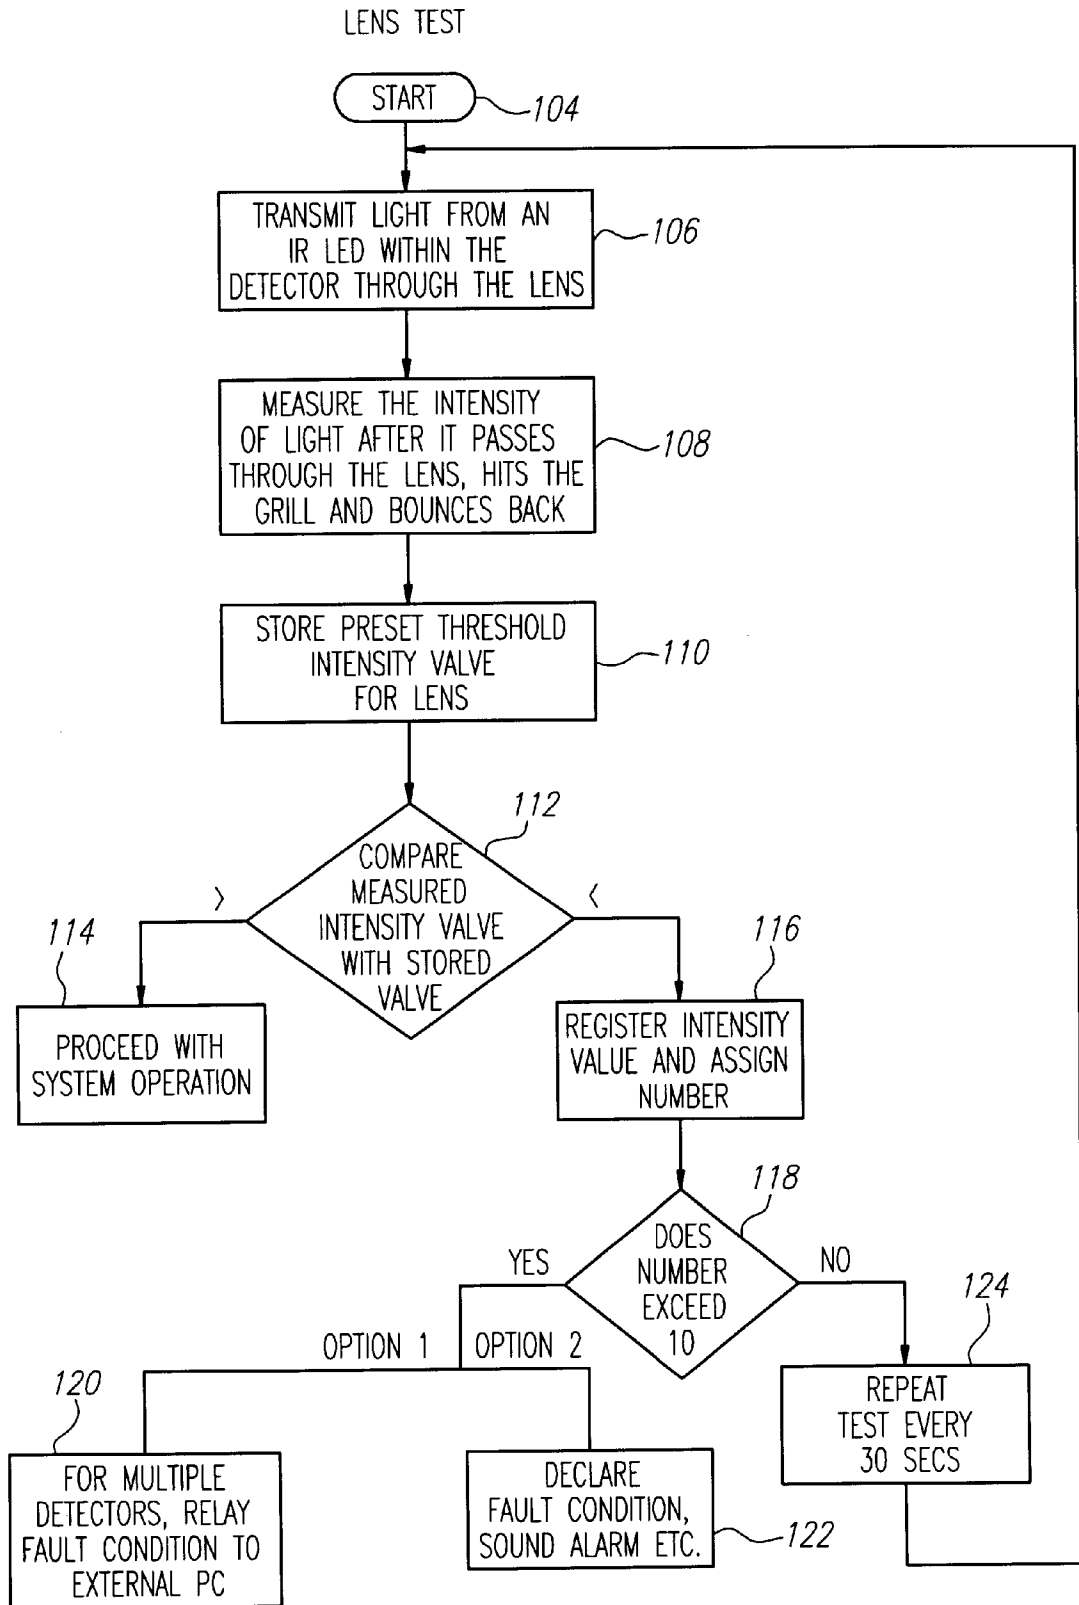 LENS TEST
START
104
TRANSMIT LIGHT FROM AN
IR LED WITHIN THE
DETECTOR THROUGH THE LENS
106
MEASURE THE INTENSITY
OF LIGHT AFTER IT PASSES
THROUGH THE LENS, HITS THE
GRILL AND BOUNCES BACK
108
STORE PRESET THRESHOLD
INTENSITY VALVE
FOR LENS
110
112
COMPARE
MEASURED
INTENSITY VALVE
WITH STORED
VALVE
>
<
114
PROCEED WITH
SYSTEM OPERATION
116
REGISTER INTENSITY
VALUE AND ASSIGN
NUMBER
118
DOES
NUMBER
EXCEED
10
YES
NO
OPTION 1
OPTION 2
120
FOR MULTIPLE
DETECTORS, RELAY
FAULT CONDITION TO
EXTERNAL PC
DECLARE
FAULT CONDITION,
SOUND ALARM ETC.
122
124
REPEAT
TEST EVERY
30 SECS